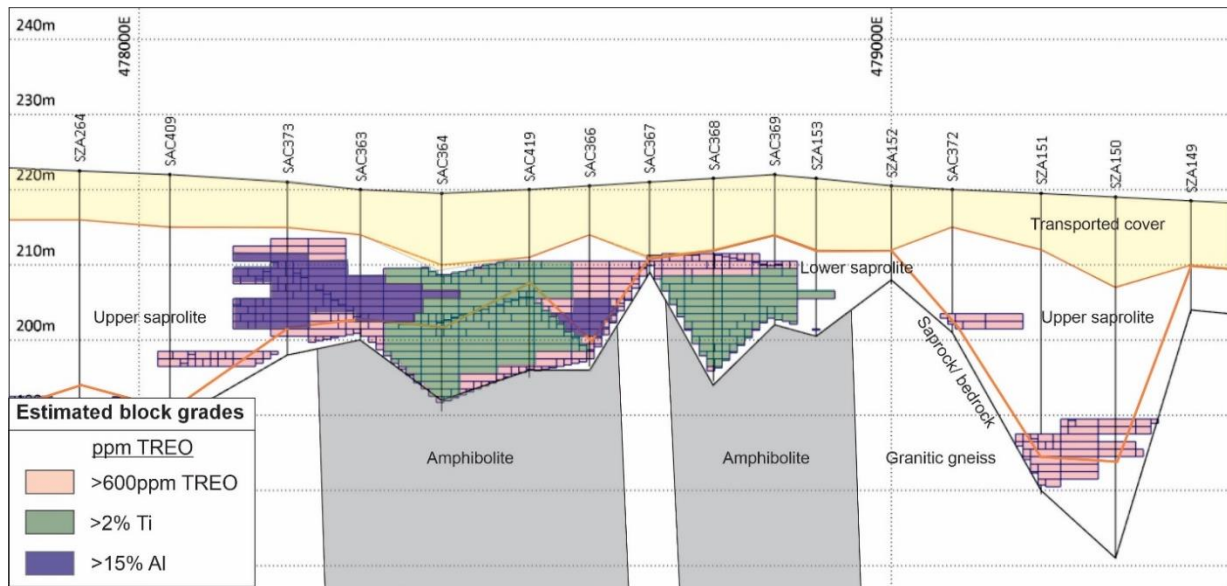 240m
478000E
479000E
230m
SZA264
SAC409
SAC373
SAC363
SAC364
SAC419
SAC366
SAC367
SAC368
SAC369
SZA153
SZA152
SAC372
SZA151
SZA150
SZA149
220m
Transported cover
210m
Lower saprolite
Upper saprolite
Upper saprolite
200m
Saprock/ bedrock
Estimated block grades
ppm TREO
>600ppm TREO
>2% Ti
>15% Al
Amphibolite
Amphibolite
Granitic gneiss